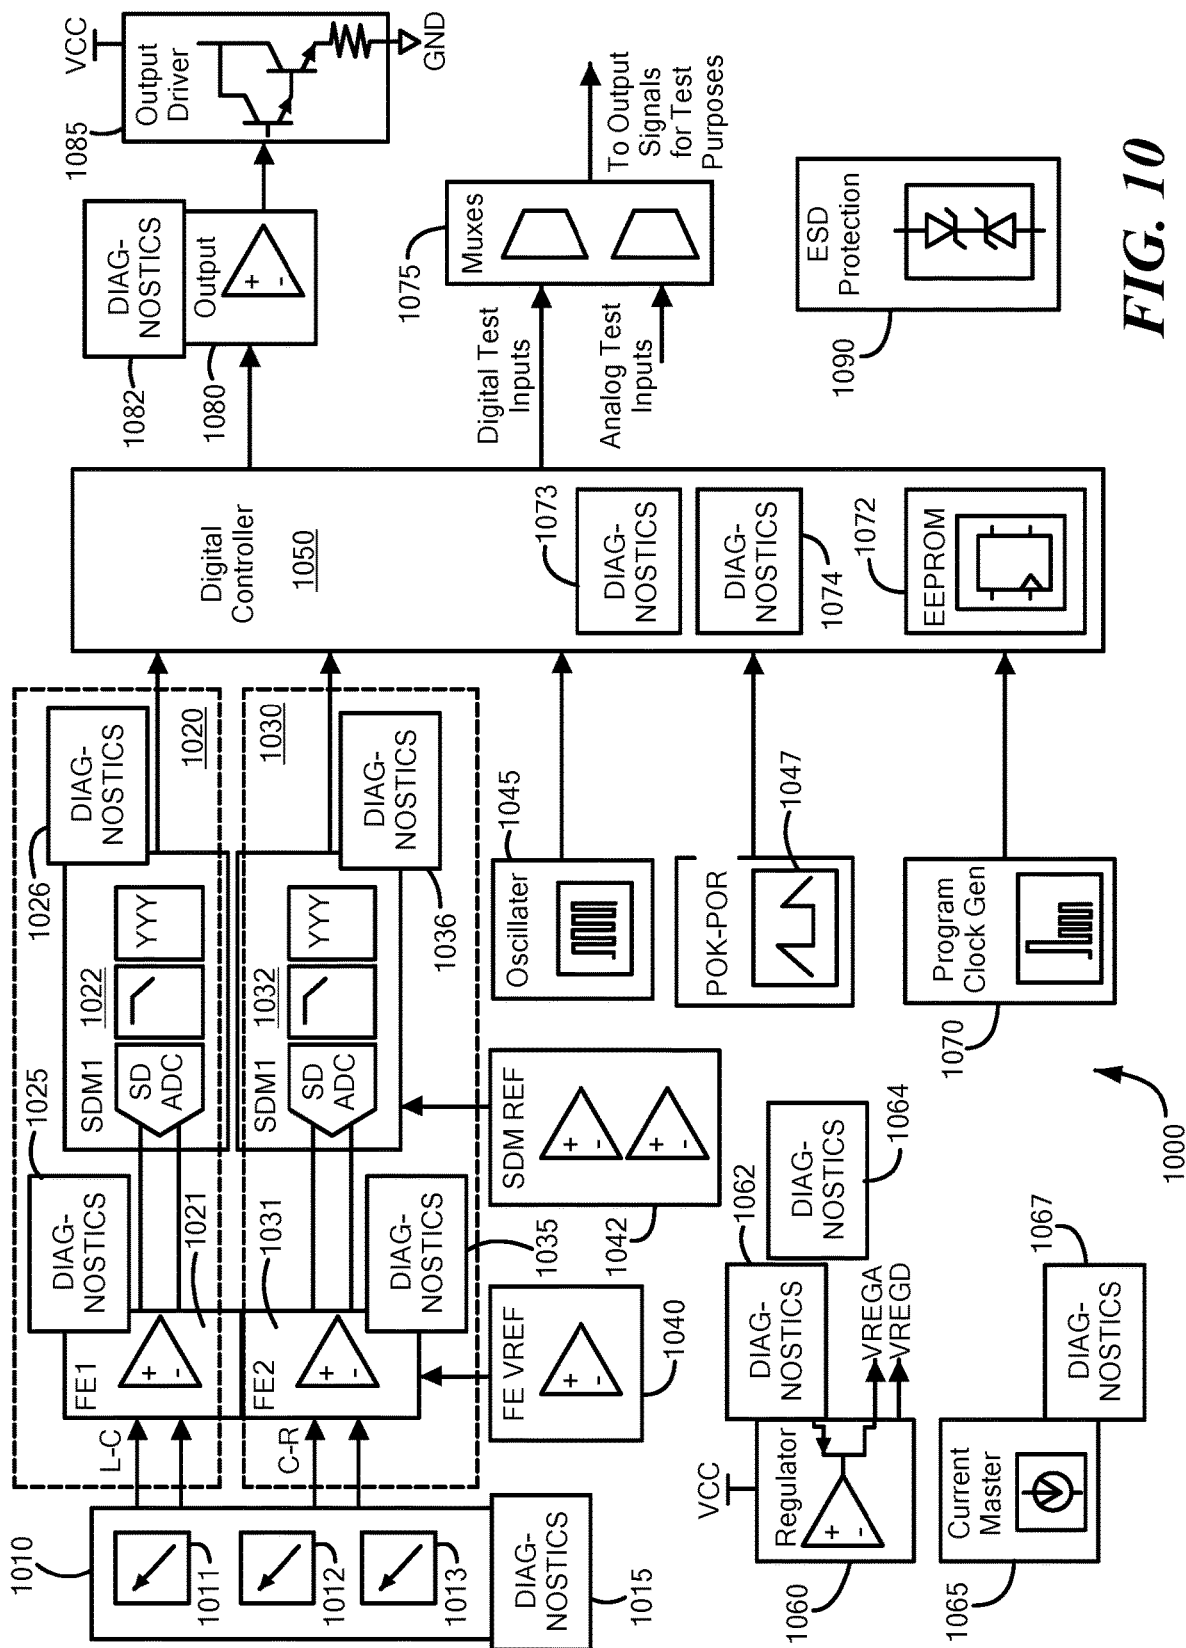 1010
1011
1012
1013
DIAG-
NOSTICS
1015
L-C
C-R
FE1
1021
DIAG-
NOSTICS
1025
FE2
1031
DIAG-
NOSTICS
1035
SDM1
1022
SD
ADC
YYY
DIAG-
NOSTICS
1026
1020
SDM1
1032
SD
ADC
YYY
DIAG-
NOSTICS
1036
1030
FE VREF
+
-
1040
SDM REF
+
-
+
-
1042
Oscillater
1045
POK-POR
1047
Program
Clock Gen
1070
VCC
Regulator
+
-
1060
DIAG-
NOSTICS
1062
DIAG-
NOSTICS
1064
VREGA
VREGD
Current
Master
1065
DIAG-
NOSTICS
1067
Digital
Controller
1050
DIAG-
NOSTICS
1073
DIAG-
NOSTICS
1074
EEPROM
1072
DIAG-
NOSTICS
1082
Output
+
-
1080
VCC
Output
Driver
1085
GND
Digital Test
Inputs
Analog Test
Inputs
Muxes
1075
To Output
Signals
for Test
Purposes
ESD
Protection
1090
1000
FIG. 10